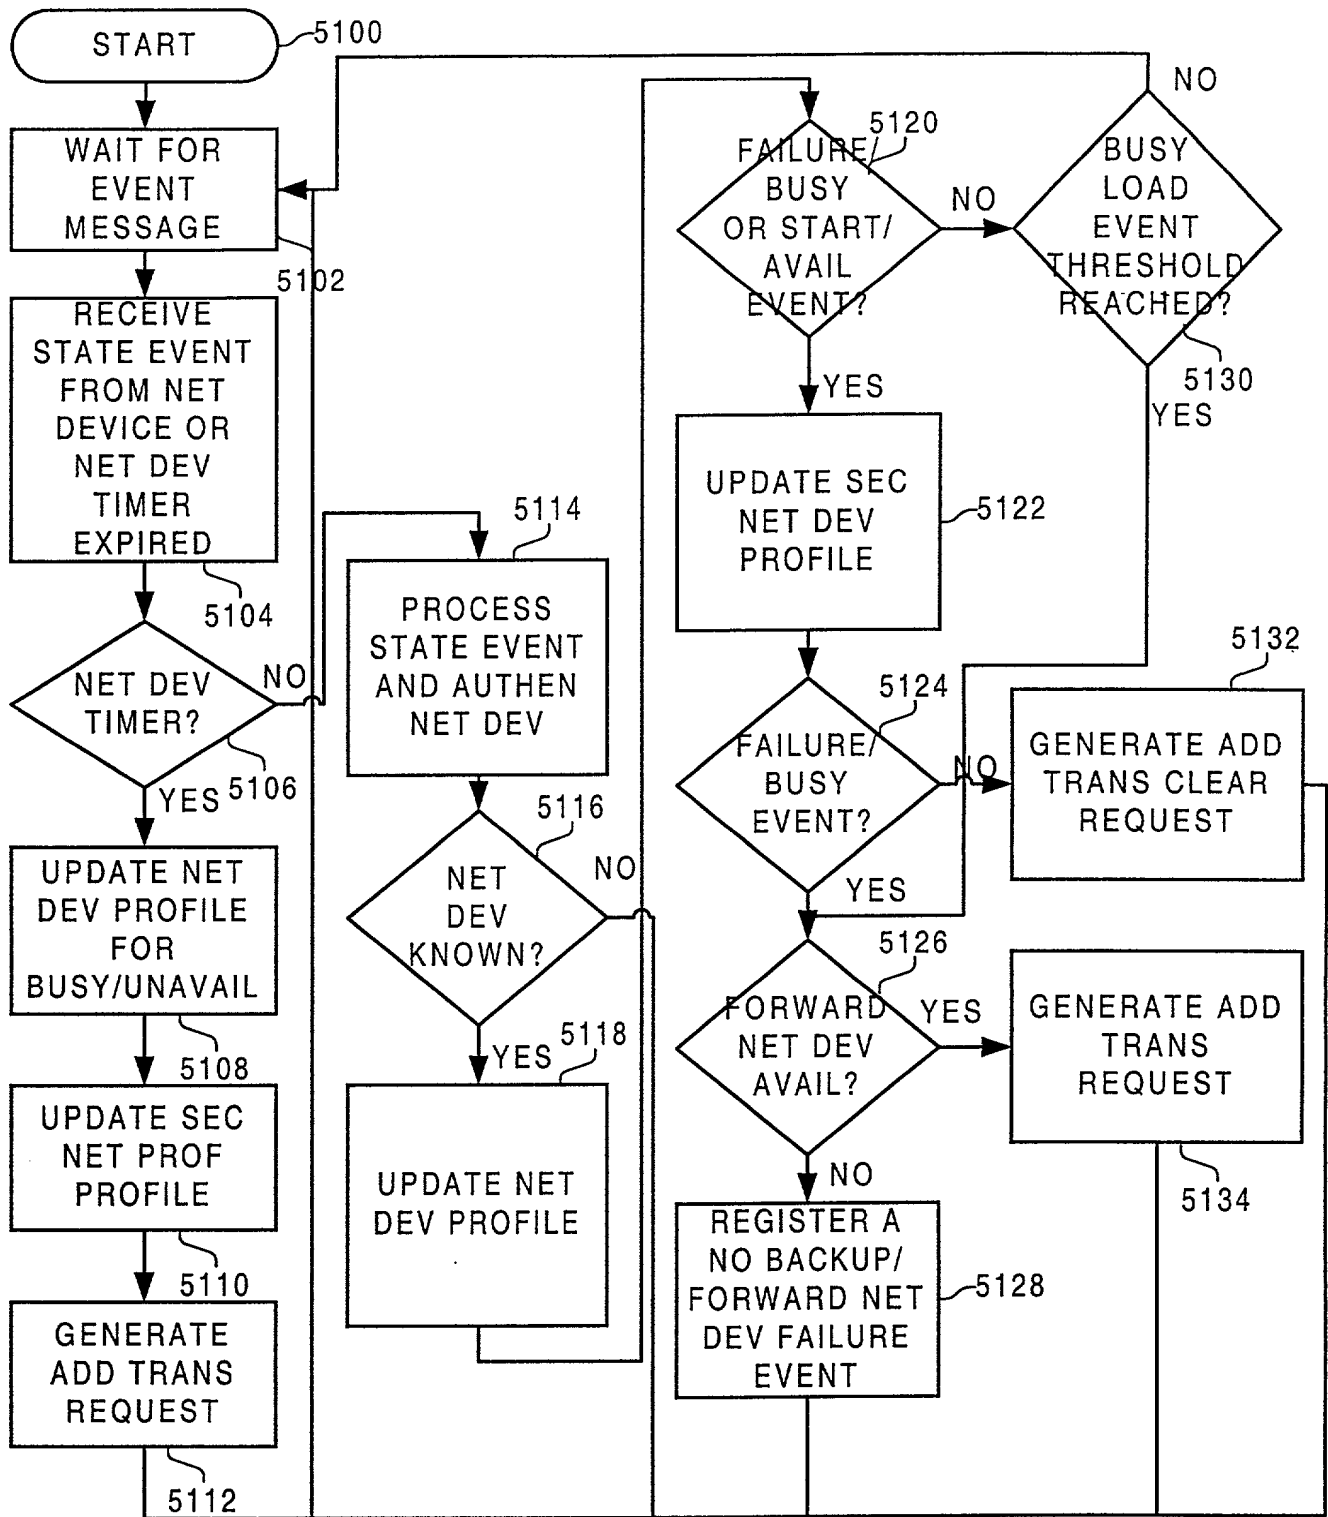 START
5100
WAIT FOR
EVENT
MESSAGE
5102
RECEIVE
STATE EVENT
FROM NET
DEVICE OR
NET DEV
TIMER
EXPIRED
5104
NET DEV
TIMER?
NO
5106
YES
UPDATE NET
DEV PROFILE
FOR
BUSY/UNAVAIL
5108
UPDATE SEC
NET PROF
PROFILE
5110
GENERATE
ADD TRANS
REQUEST
5112
5114
PROCESS
STATE EVENT
AND AUTHEN
NET DEV
5116
NET
DEV
KNOWN?
NO
YES
5118
UPDATE NET
DEV PROFILE
5120
FAILURE/
BUSY
OR START/
AVAIL
EVENT?
NO
YES
UPDATE SEC
NET DEV
PROFILE
5122
5124
FAILURE/
BUSY
EVENT?
NO
YES
5126
FORWARD
NET DEV
AVAIL?
YES
NO
REGISTER A
NO BACKUP/
FORWARD NET
DEV FAILURE
EVENT
5128
NO
BUSY
LOAD
EVENT
THRESHOLD
REACHED?
5130
YES
5132
GENERATE ADD
TRANS CLEAR
REQUEST
GENERATE ADD
TRANS
REQUEST
5134